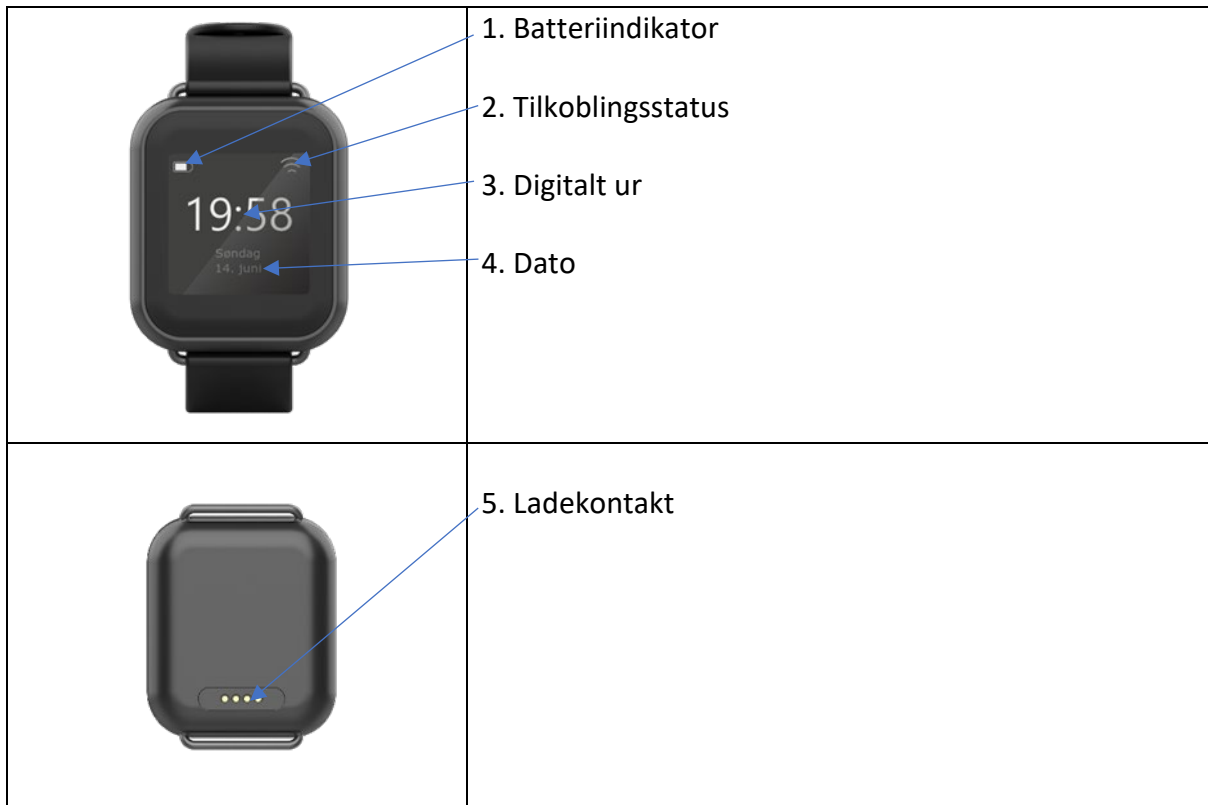 1. Batteriindikator
2. Tilkoblingsstatus
3. Digitalt ur
4. Dato
19:58
Søndag
14. juni
5. Ladekontakt